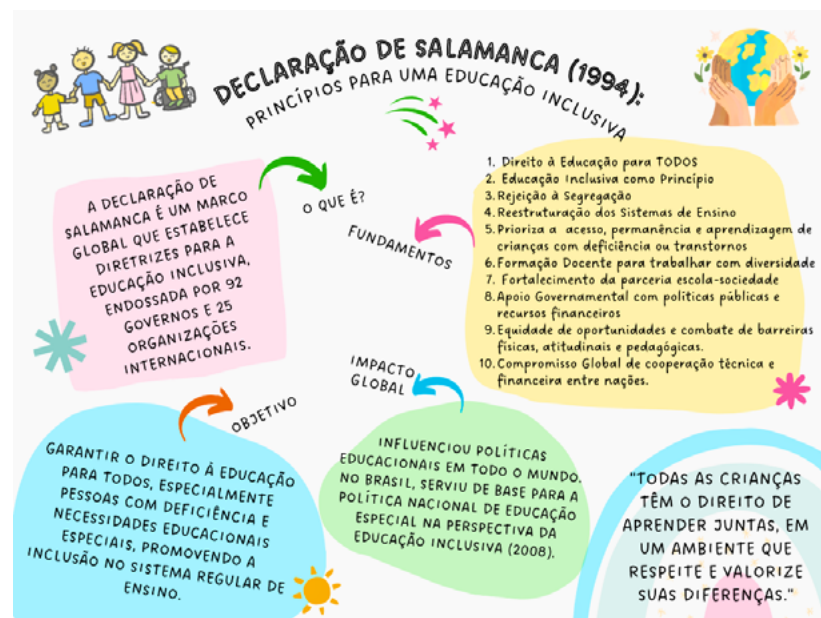 DECLARAÇÃO DE SALAMANCA (1994):
PRINCÍPIOS PARA UMA EDUCAÇÃO INCLUSIVA
A DECLARAÇÃO DE
SALAMANCA É UM MARCO
GLOBAL QUE ESTABELECE
DIRETRIZES PARA A
EDUCAÇÃO INCLUSIVA,
ENDOSSADA POR 92
GOVERNOS E 25
ORGANIZAÇÕES
INTERNACIONAIS.
O QUE É?
FUNDAMENTOS
1. Direito à Educação para TODOS
2. Educação Inclusiva como Princípio
3. Rejeição à Segregação
4. Reestruturação dos Sistemas de Ensino
5. Prioriza a acesso, permanência e aprendizagem de
crianças com deficiência ou transtornos
6. Formação Docente para trabalhar com diversidade
7. Fortalecimento da parceria escola-sociedade
8. Apoio Governamental com políticas públicas e
recursos financeiros
9. Equidade de oportunidades e combate de barreiras
físicas, atitudinais e pedagógicas.
10. Compromisso Global de cooperação técnica e
financeira entre nações.
OBJETIVO
GARANTIR O DIREITO À EDUCAÇÃO
PARA TODOS, ESPECIALMENTE
PESSOAS COM DEFICIÊNCIA E
NECESSIDADES EDUCACIONAIS
ESPECIAIS, PROMOVENDO A
INCLUSÃO NO SISTEMA REGULAR DE
ENSINO.
IMPACTO
GLOBAL
INFLUENCIOU POLÍTICAS
EDUCACIONAIS EM TODO O MUNDO.
NO BRASIL, SERVIU DE BASE PARA A
POLÍTICA NACIONAL DE EDUCAÇÃO
ESPECIAL NA PERSPECTIVA DA
EDUCAÇÃO INCLUSIVA (2008).
"TODAS AS CRIANÇAS
TÊM O DIREITO DE
APRENDER JUNTAS, EM
UM AMBIENTE QUE
RESPEITE E VALORIZE
SUAS DIFERENÇAS."